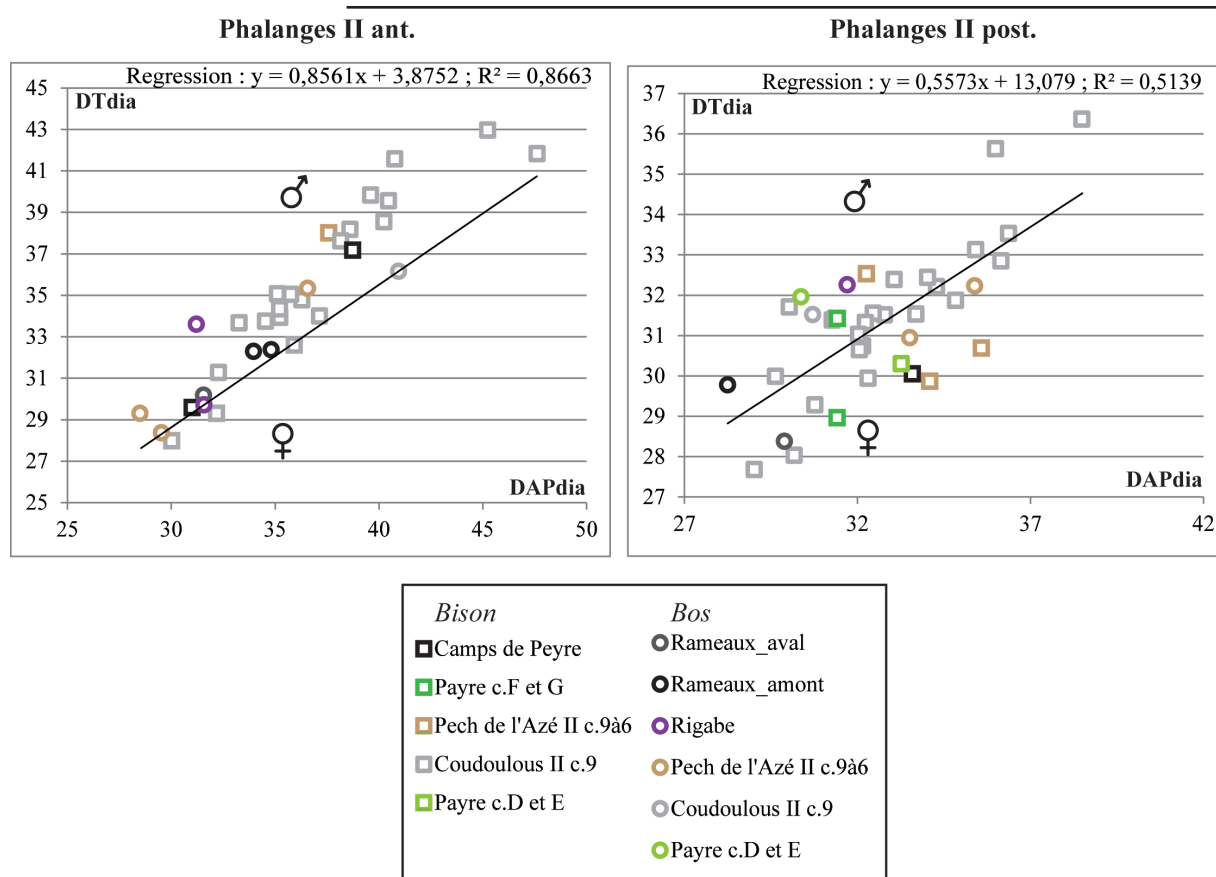 Phalanges II ant.
Regression : y = 0,8561x + 3,8752 ; R² = 0,8663
DTdia
45
43
41
39
37
35
33
31
29
27
25
DAPdia
25 30 35 40 45 50
Phalanges II post.
Regression : y = 0,5573x + 13,079 ; R² = 0,5139
DTdia
37
36
35
34
33
32
31
30
29
28
27
DAPdia
27 32 37 42
Bison
Camps de Peyre
Payre c.F et G
Pech de l'Azé II c.9à6
Coudoulous II c.9
Payre c.D et E
Bos
Rameaux_aval
Rameaux_amont
Rigabe
Pech de l'Azé II c.9à6
Coudoulous II c.9
Payre c.D et E